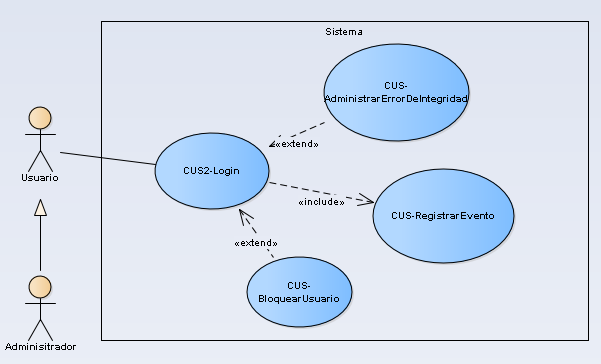 Sistema
CUS-
AdministrarErrorDeIntegridad
«extend»
Usuario
CUS2-Login
«include»
CUS-RegistrarEvento
«extend»
CUS-
BloquearUsuario
Adminisitrador